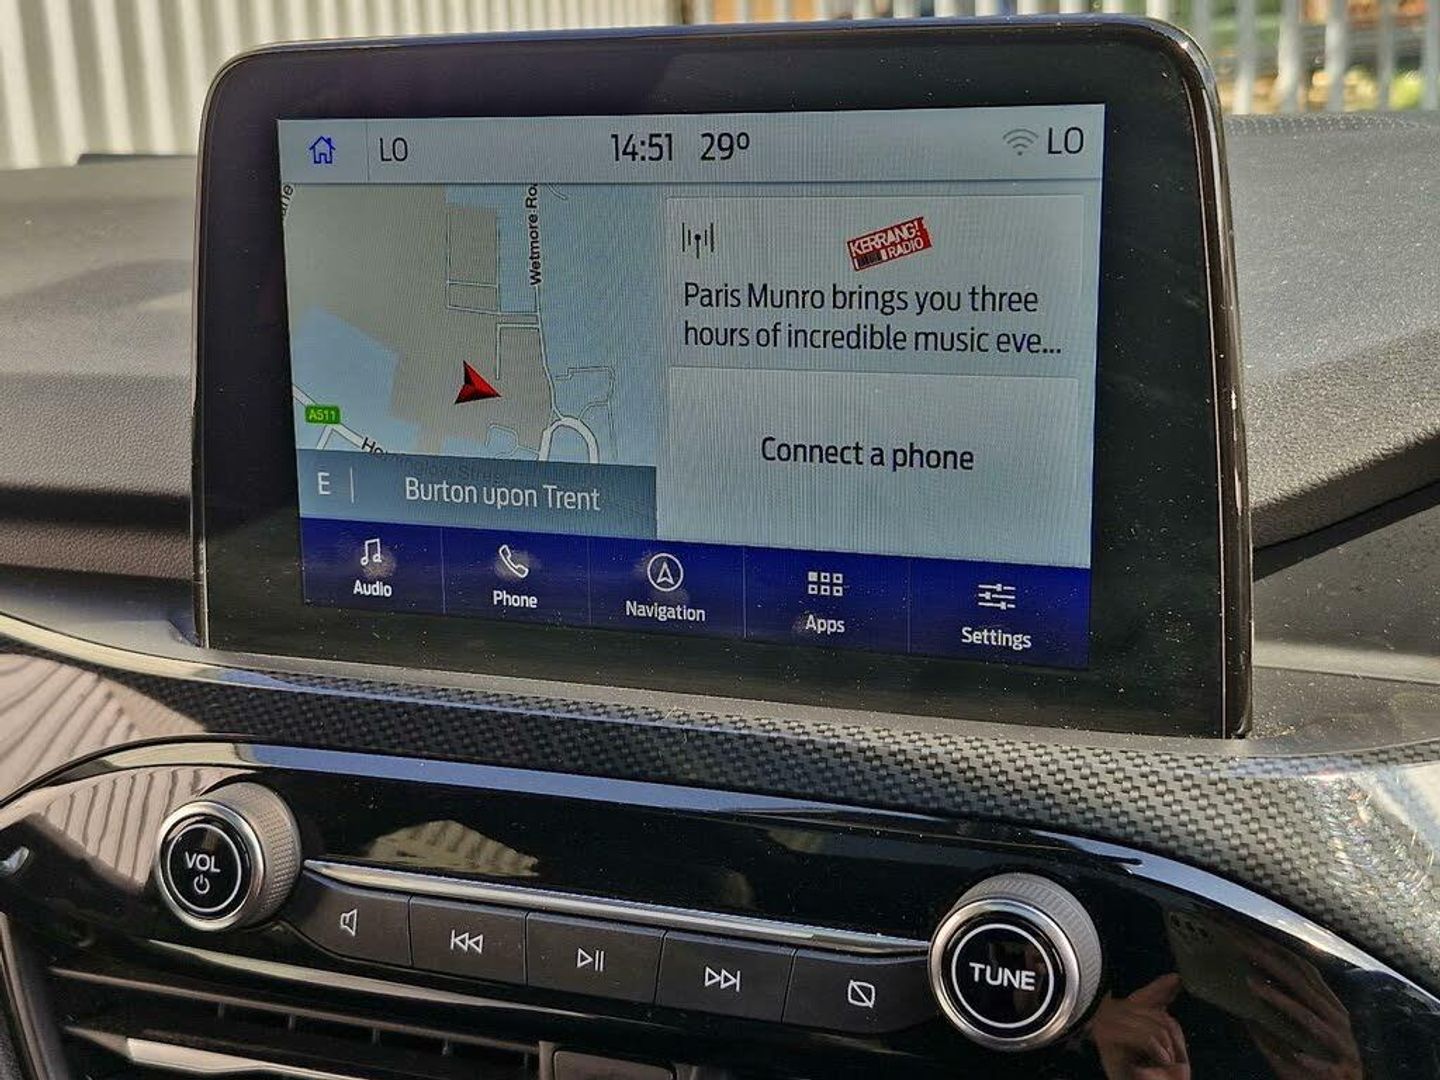 LO
14:51 29°
LO
Wetmore Ro
A511
KERRANG!
RADIO
Paris Munro brings you three
hours of incredible music eve...
Connect a phone
E
Burton upon Trent
Audio
Phone
Navigation
Apps
Settings
VOL
TUNE